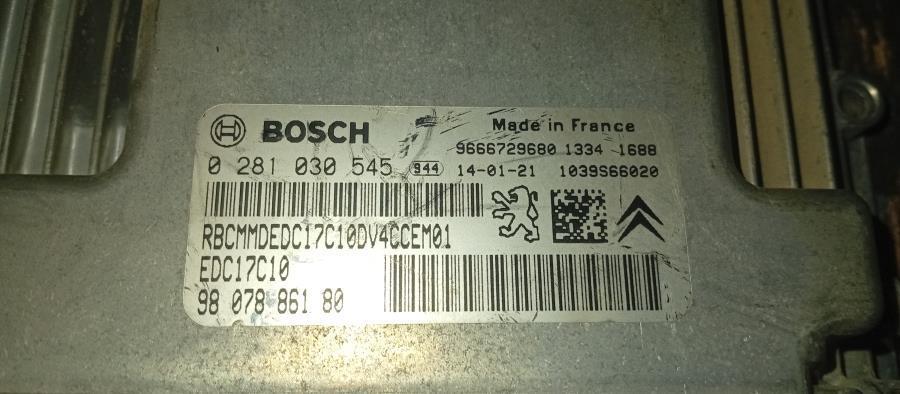 BOSCH
Made in France
9666729680 1334 1688
0 281 030 545 944 14-01-21 1039S66020
RBCMMDEDC17C10DV4CCEM01
EDC17C10
98 078 861 80